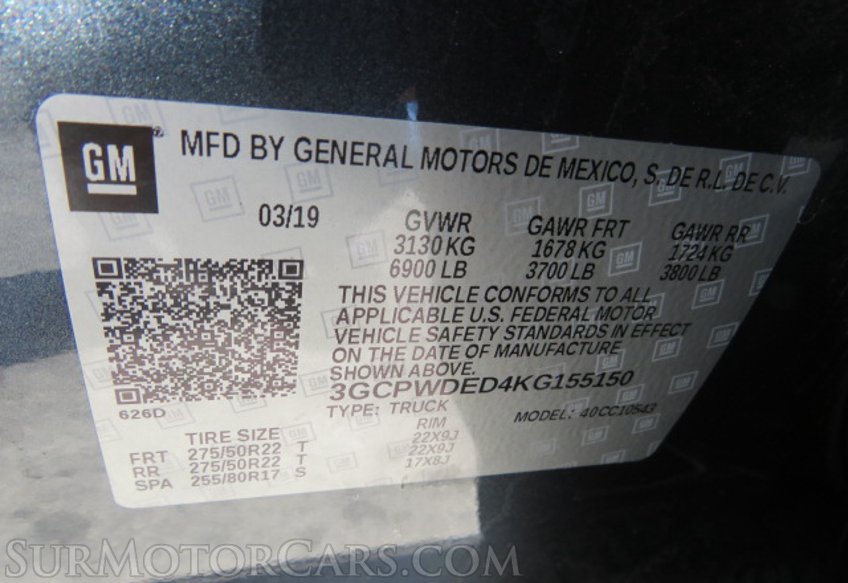 GM® MFD BY GENERAL MOTORS DE MEXICO, S. DE R.L. DE C.V.
03/19 GVWR GAWR FRT GAWR RR
3130 KG 1678 KG 1724 KG
6900 LB 3700 LB 3800 LB
THIS VEHICLE CONFORMS TO ALL
APPLICABLE U.S. FEDERAL MOTOR
VEHICLE SAFETY STANDARDS IN EFFECT
ON THE DATE OF MANUFACTURE
SHOWN ABOVE.
3GCPWDED4KG155150
626D TYPE: TRUCK MODEL: 40CC10543
TIRE SIZE RIM
FRT 275/50R22 T 22X9J
RR 275/50R22 T 22X9J
SPA 255/80R17 S 17X8J
SurMotorCars.com